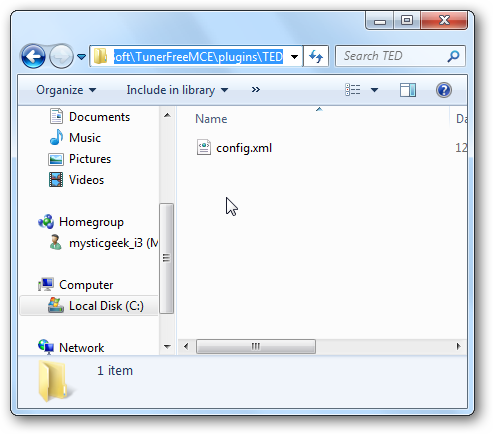 Soft\TunerFreeMCE\plugins\TED
Search TED
Organize
Include in library
»
Documents
Music
Pictures
Videos
Homegroup
mysticgeek_i3 (M
Computer
Local Disk (C:)
Network
Name
Da
config.xml
12
1 item